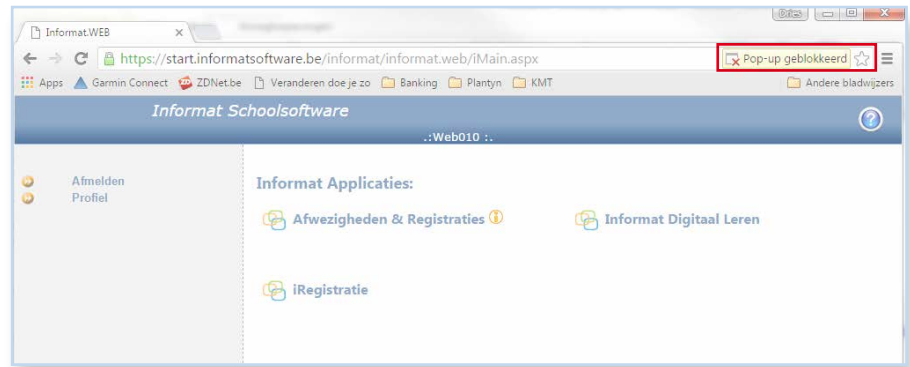 Dries
Informat.WEB
https://start.informatsoftware.be/informat/informat.web/iMain.aspx
Pop-up geblokkeerd
Apps Garmin Connect ZDNet.be Veranderen doe je zo Banking Plantyn KMT Andere bladwijzers
Informat Schoolsoftware
.:Web010 :.
Afmelden
Profiel
Informat Applicaties:
Afwezigheden & Registraties
Informat Digitaal Leren
iRegistratie